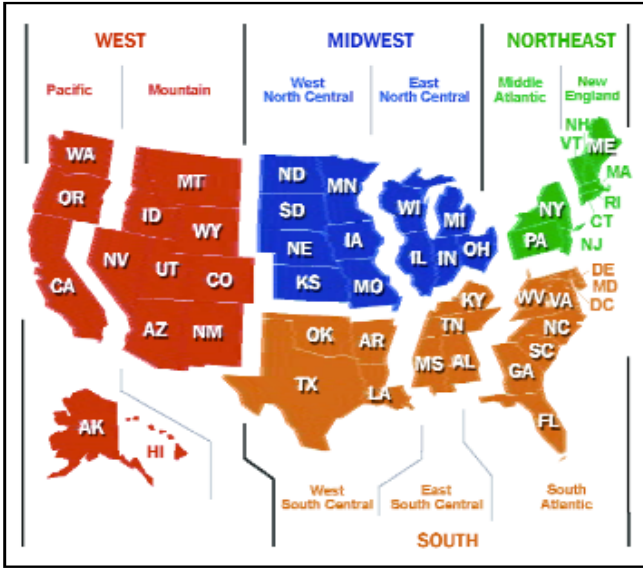 WEST MIDWEST NORTHEAST
Pacific Mountain West North Central East North Central Middle Atlantic New England
NH
VT ME
WA MT ND MN MA
OR ID SD WI MI NY RI
WY CT
NV NE IA PA NJ
UT CO IL IN OH
CA KS MO DE
KY WV VA MD
DC
AZ NM OK AR TN NC
SC
TX MS AL GA
LA
AK HI FL
West South Central East South Central South Atlantic
SOUTH